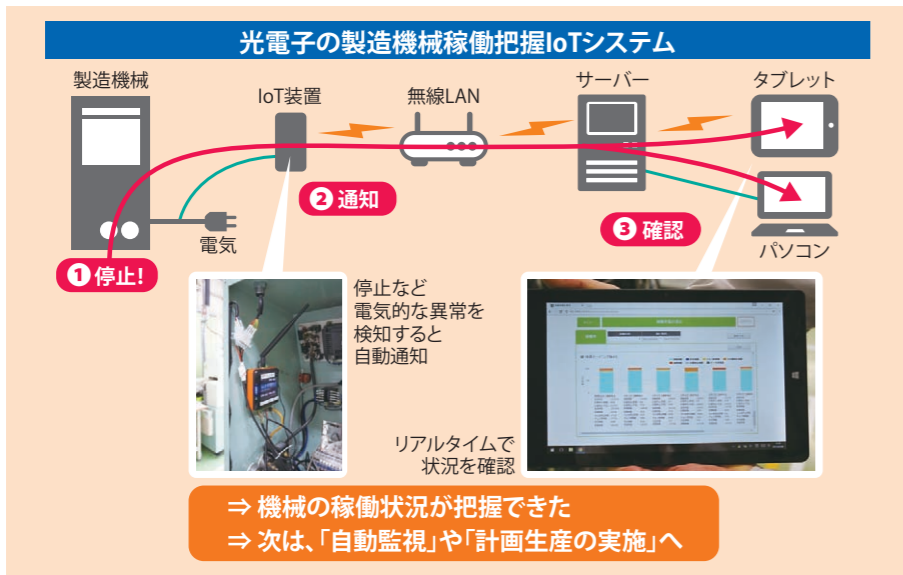 光電子の製造機械稼働把握IoTシステム
製造機械
IoT装置
無線LAN
サーバー
タブレット
❷ 通知
❸ 確認
電気
パソコン
❶ 停止!
停止など
電気的な異常を
検知すると
自動通知
リアルタイムで
状況を確認
⇒ 機械の稼働状況が把握できた
⇒ 次は、「自動監視」や「計画生産の実施」へ